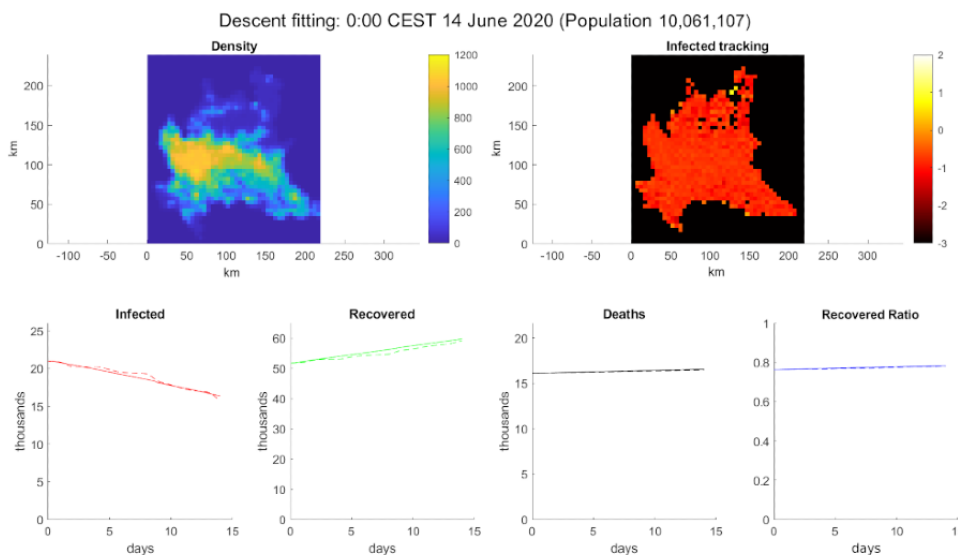 Descent fitting: 0:00 CEST 14 June 2020 (Population 10,061,107)
Density
km
200
150
100
50
0
-100 -50 0 50 100 150 200 250 300
km
1200
1000
800
600
400
200
0
Infected tracking
km
200
150
100
50
0
-100 -50 0 50 100 150 200 250 300
km
2
1
0
-1
-2
-3
Infected
thousands
25
20
15
10
5
0
0 5 10 15
days
Recovered
thousands
60
50
40
30
20
10
0
0 5 10 15
days
Deaths
thousands
20
15
10
5
0
0 5 10 15
days
Recovered Ratio
1
0.8
0.6
0.4
0.2
0
0 5 10
days